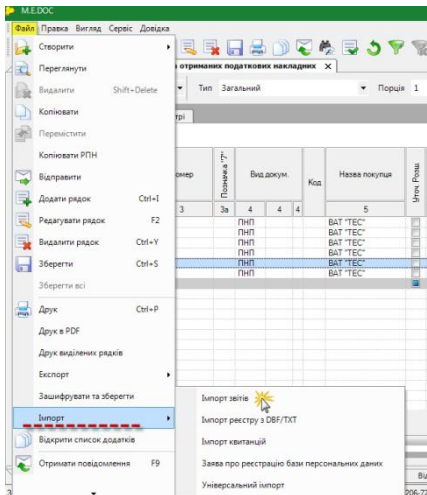 M.E.DOC
Файл Правка Вигляд Сервіс Довідка
Створити
отриманих податкових накладних
Переглянути
Видалити Shift+Delete
Тип Загальний Порція 1
Копіювати
Перемістити
Копіювати РПН
Відправити
Позначка "7" Вид докум. Код Назва покупця
Додати рядок Ctrl+I
3 3а 4 4 4 5
Редагувати рядок F2
ПНП ВАТ "ТЕС"
ПНП ВАТ "ТЕС"
Видалити рядок Ctrl+Y
ПНП ВАТ "ТЕС"
ПНП ВАТ "ТЕС"
Зберегти Ctrl+S
ПНП ВАТ "ТЕС"
Зберегти всі
Друк Ctrl+P
Друк в PDF
Друк виділених рядків
Експорт
Зашифрувати та зберегти
Імпорт
Імпорт звітів
Імпорт реєстру з DBF/TXT
Відкрити список додатків
Імпорт квитанцій
Отримати повідомлення F9
Заява про реєстрацію бази персональних даних
Універсальний імпорт